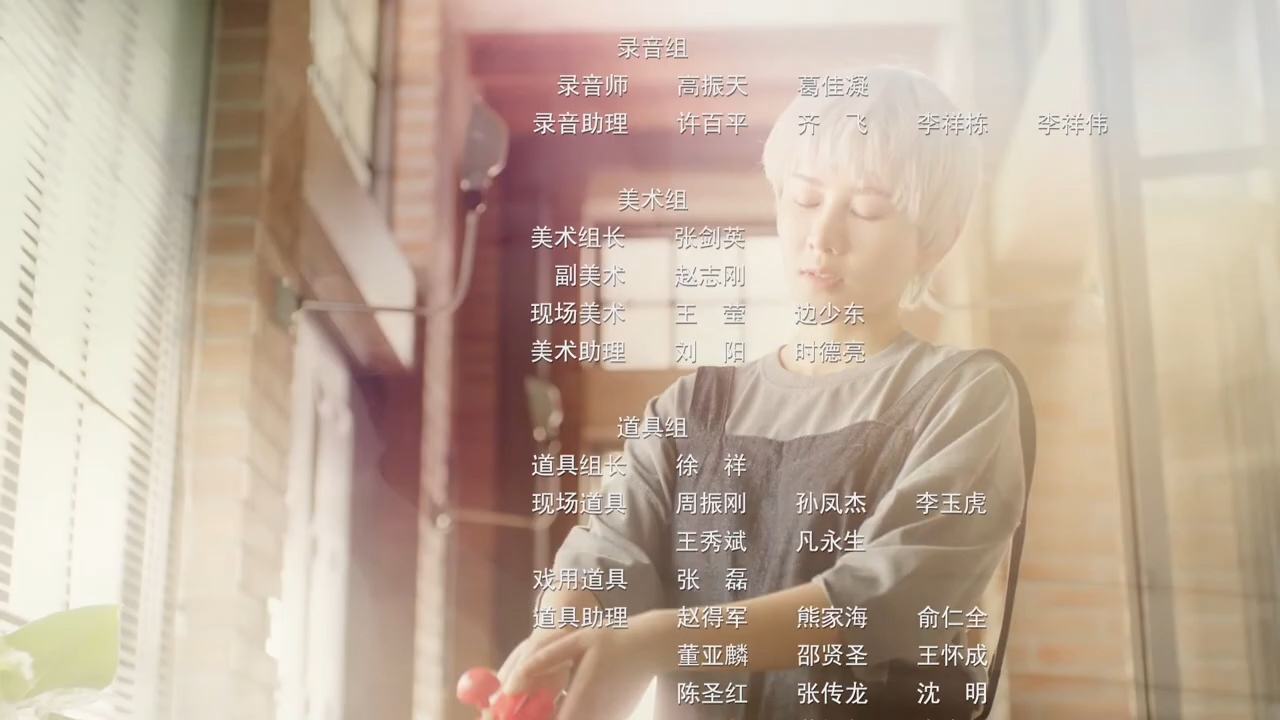 录音组
录音师 高振天 葛佳凝
录音助理 许百平 齐 飞 李祥栋 李祥伟
美术组
美术组长 张剑英
副美术 赵志刚
现场美术 王 莹 边少东
美术助理 刘 阳 时德亮
道具组
道具组长 徐 祥
现场道具 周振刚 孙凤杰 李玉虎
王秀斌 凡永生
戏用道具 张 磊
道具助理 赵得军 熊家海 俞仁全
董亚麟 邵贤圣 王怀成
陈圣红 张传龙 沈 明